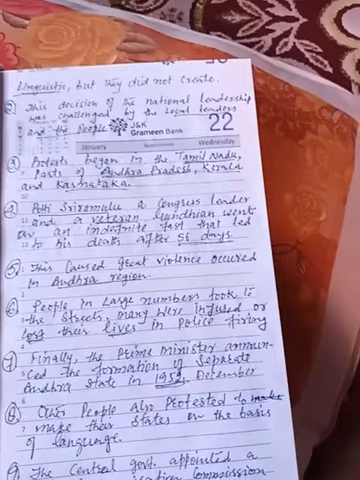 Linguistic, but they did not create.
② This decision of the national leadership
was challenged by the Local leaders
and the People
J&K
Grameen Bank
22
January
Wednesday
③ Protests began in the Tamil Nadu,
Parts of Andhra Pradesh, Kerala
and Karnataka.
④ Potti Sriramulu a Congress leader
and a veteran Gandhian went
on an indefinite fast that led
to his death after 56 days.
⑤ This caused great violence occured
in Andhra region.
⑥ People in Large numbers took to
the streets, many were injured or
lost their lives in Police firing
⑦ Finally, the Prime Minister announ-
ced the formation of separate
Andhra state in 1952, December
⑧ Other People also Protested to
make their states on the basis
of language.
⑨ The Central govt. appointed a
Commission